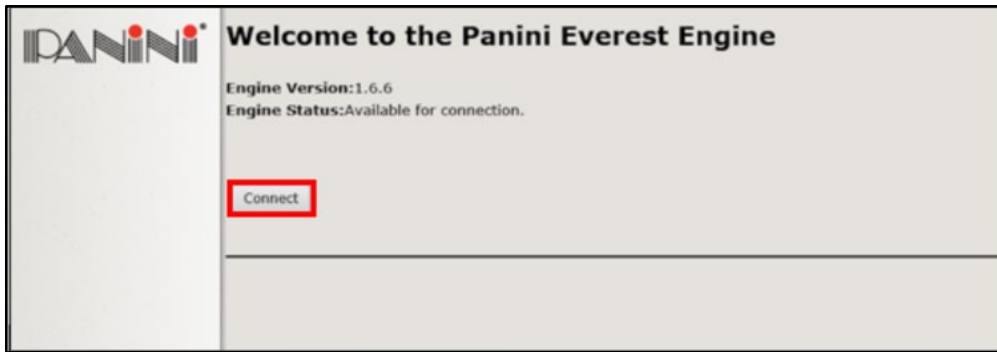 PANINI®
Welcome to the Panini Everest Engine
Engine Version:1.6.6
Engine Status:Available for connection.
Connect